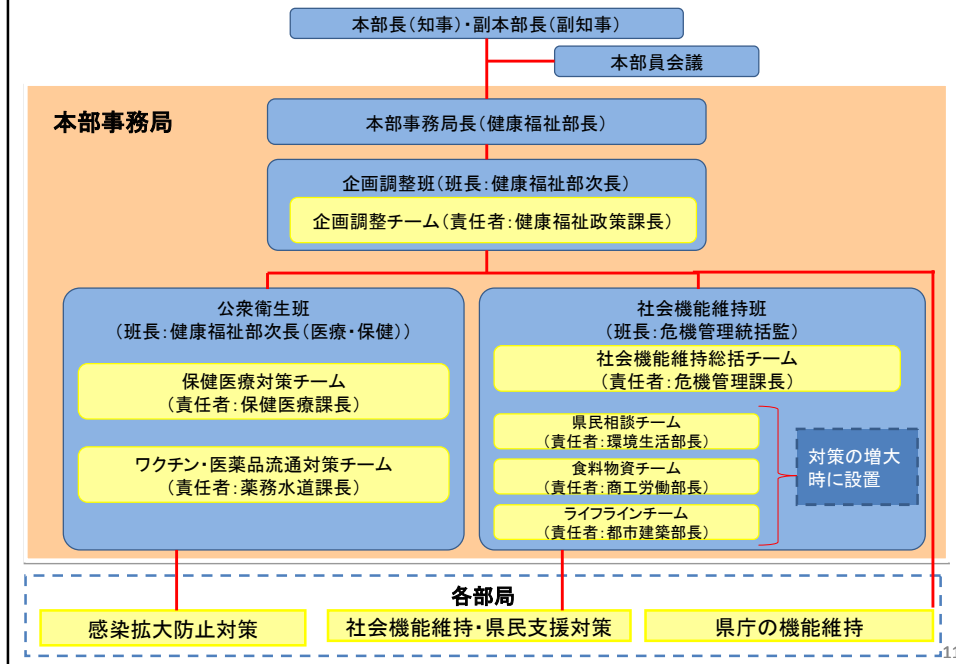 本部長(知事)・副本部長(副知事)
本部員会議
本部事務局
本部事務局長(健康福祉部長)
企画調整班(班長:健康福祉部次長)
企画調整チーム(責任者:健康福祉政策課長)
公衆衛生班
(班長:健康福祉部次長(医療・保健))
保健医療対策チーム
(責任者:保健医療課長)
ワクチン・医薬品流通対策チーム
(責任者:薬務水道課長)
社会機能維持班
(班長:危機管理統括監)
社会機能維持総括チーム
(責任者:危機管理課長)
県民相談チーム
(責任者:環境生活部長)
食料物資チーム
(責任者:商工労働部長)
ライフラインチーム
(責任者:都市建築部長)
対策の増大
時に設置
各部局
感染拡大防止対策
社会機能維持・県民支援対策
県庁の機能維持
11